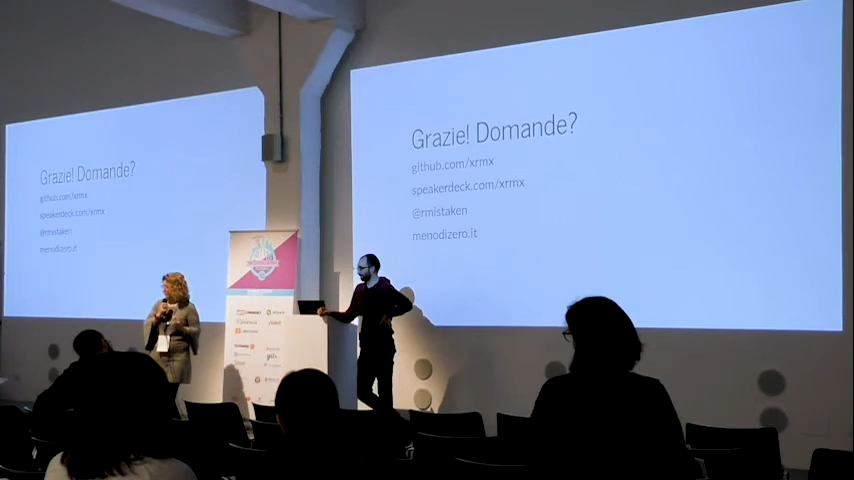 Grazie! Domande?
github.com/xrmx
speakerdeck.com/xrmx
@rmistaken
menodizero.it
Grazie! Domande?
github.com/xrmx
speakerdeck.com/xrmx
@rmistaken
menodizero.it